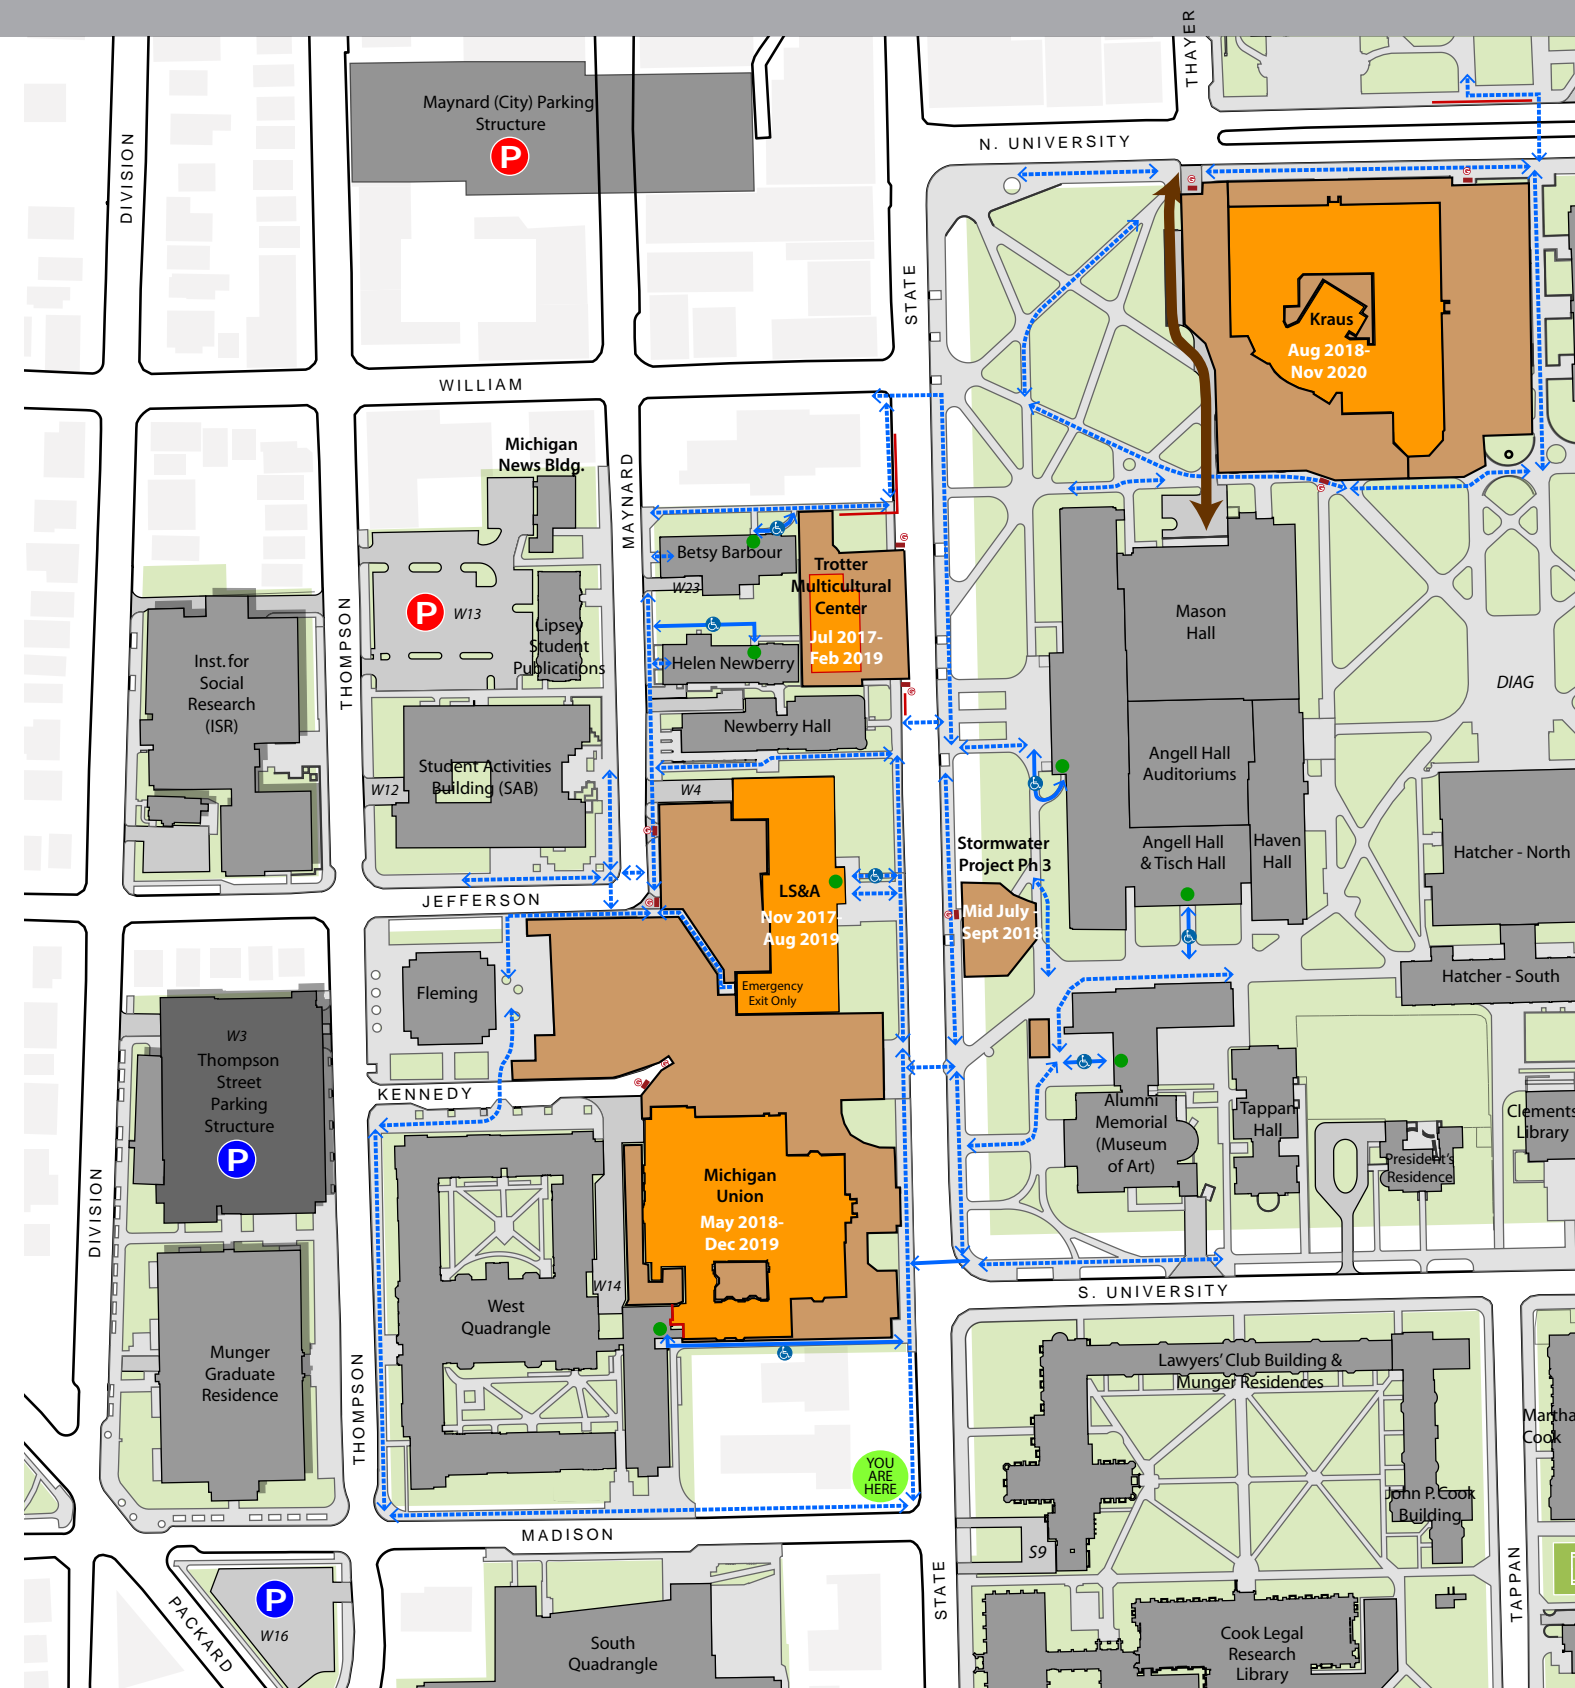 THAYER
Maynard (City) Parking
Structure
P
DIVISION
N. UNIVERSITY
G
G
STATE
Kraus
Aug 2018-
Nov 2020
WILLIAM
Michigan
News Bldg.
MAYNARD
G
G
Betsy Barbour
W23
Trotter
Multicultural
Center
Jul 2017-
Feb 2019
P
W13
THOMPSON
Lipsey
Student
Publications
Mason
Hall
Inst. for
Social
Research
(ISR)
Helen Newberry
G
DIAG
Newberry Hall
Student Activities
Building (SAB)
W12
W4
Angell Hall
Auditoriums
G
Stormwater
Project Ph 3
Angell Hall
& Tisch Hall
Haven
Hall
Hatcher - North
LS&A
Nov 2017-
Aug 2019
JEFFERSON
G
G
Mid July -
Sept 2018
Hatcher - South
Fleming
Emergency
Exit Only
W3
Thompson
Street
Parking
Structure
P
G
G
KENNEDY
Alumni
Memorial
(Museum
of Art)
Tappan
Hall
Clements
Library
President's
Residence
Michigan
Union
May 2018-
Dec 2019
DIVISION
W14
West
Quadrangle
S. UNIVERSITY
Munger
Graduate
Residence
THOMPSON
Lawyers' Club Building &
Munger Residences
Martha
Cook
YOU
ARE
HERE
John P. Cook
Building
MADISON
S9
STATE
TAPPAN
PACKARD
P
W16
South
Quadrangle
Cook Legal
Research
Library